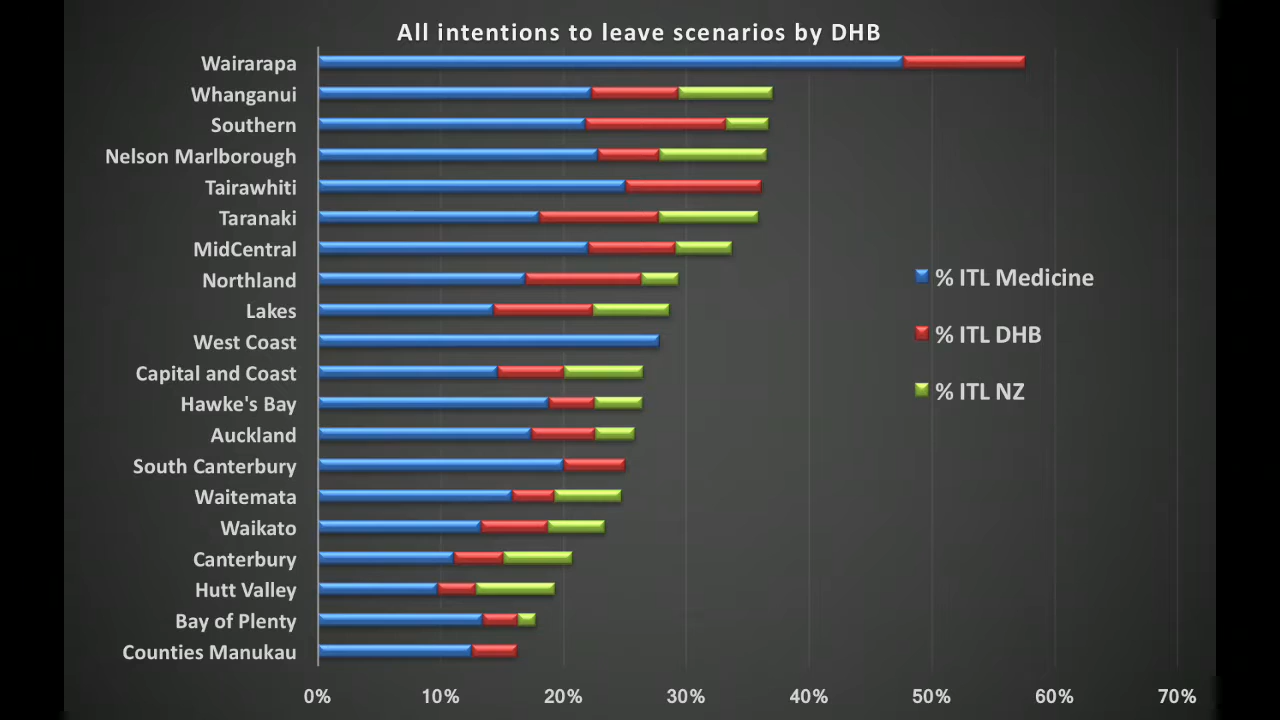 All intentions to leave scenarios by DHB
Wairarapa
Whanganui
Southern
Nelson Marlborough
Tairawhiti
Taranaki
MidCentral
Northland
Lakes
West Coast
Capital and Coast
Hawke's Bay
Auckland
South Canterbury
Waitemata
Waikato
Canterbury
Hutt Valley
Bay of Plenty
Counties Manukau
% ITL Medicine
% ITL DHB
% ITL NZ
0% 10% 20% 30% 40% 50% 60% 70%